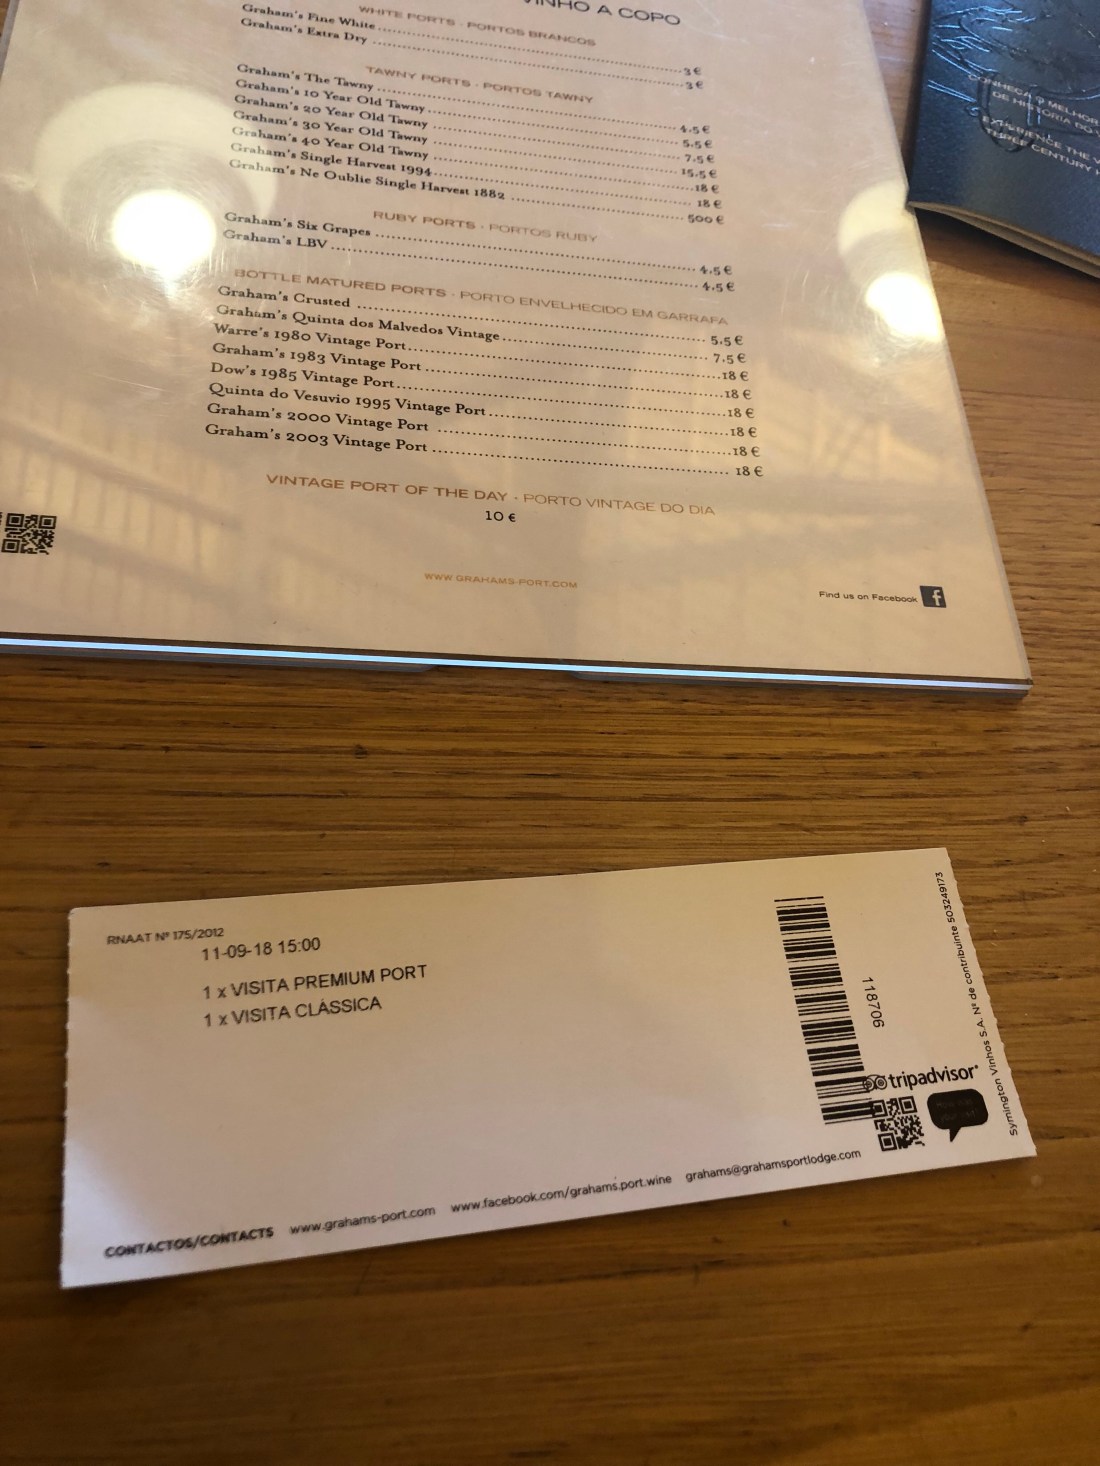 VINHO A COPO
WHITE PORTS · PORTOS BRANCOS
Graham's Fine White 3 €
Graham's Extra Dry 3 €
TAWNY PORTS · PORTOS TAWNY
Graham's The Tawny 4.5 €
Graham's 10 Year Old Tawny 5.5 €
Graham's 20 Year Old Tawny 7.5 €
Graham's 30 Year Old Tawny 15.5 €
Graham's 40 Year Old Tawny 18 €
Graham's Single Harvest 1994 18 €
Graham's Ne Oublie Single Harvest 1882 500 €
RUBY PORTS · PORTOS RUBY
Graham's Six Grapes 4.5 €
Graham's LBV 4.5 €
BOTTLE MATURED PORTS · PORTO ENVELHECIDO EM GARRAFA
Graham's Crusted 5.5 €
Graham's Quinta dos Malvedos Vintage 7.5 €
Warre's 1980 Vintage Port 18 €
Graham's 1983 Vintage Port 18 €
Dow's 1985 Vintage Port 18 €
Quinta do Vesuvio 1995 Vintage Port 18 €
Graham's 2000 Vintage Port 18 €
Graham's 2003 Vintage Port 18 €
VINTAGE PORT OF THE DAY · PORTO VINTAGE DO DIA
10 €
WWW.GRAHAMS-PORT.COM
Find us on Facebook f
CONHEÇA O MELHOR
DE HISTÓRIA DO
EXPERIENCE THE
CENTURY
RNAAT Nº 175/2012
11-09-18 15:00
1 x VISITA PREMIUM PORT
1 x VISITA CLÁSSICA
118706
tripadvisor
Symington Vinhos S.A. Nº de contribuinte 503249173
CONTACTOS/CONTACTS www.grahams-port.com www.facebook.com/grahams.port.wine grahams@grahamsportlodge.com